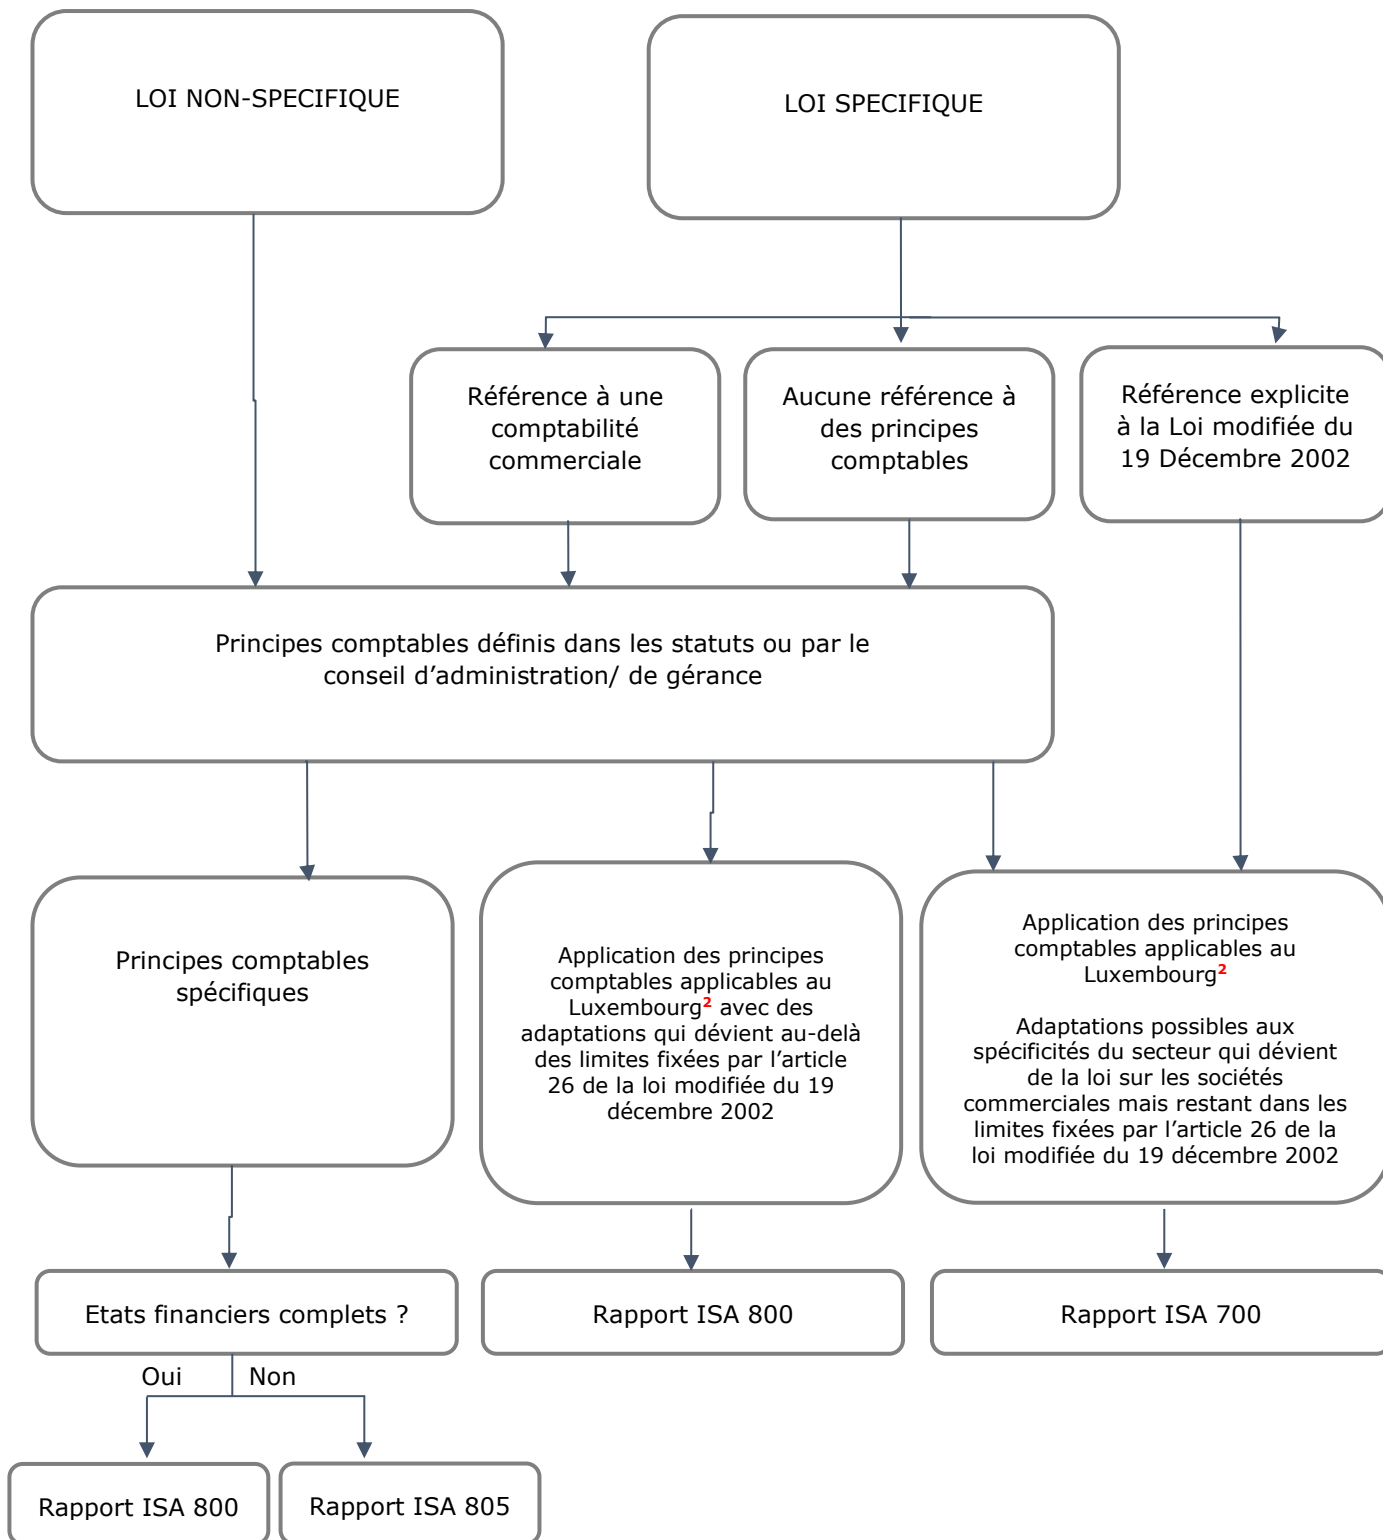 LOI NON-SPECIFIQUE
LOI SPECIFIQUE
Référence à une
comptabilité
commerciale
Aucune référence à
des principes
comptables
Référence explicite
à la Loi modifiée du
19 Décembre 2002
Principes comptables définis dans les statuts ou par le
conseil d’administration/ de gérance
Principes comptables
spécifiques
Application des principes
comptables applicables au
Luxembourg² avec des
adaptations qui dévient au-delà
des limites fixées par l’article
26 de la loi modifiée du 19
décembre 2002
Application des principes
comptables applicables au
Luxembourg²
Adaptations possibles aux
spécificités du secteur qui dévient
de la loi sur les sociétés
commerciales mais restant dans les
limites fixées par l’article 26 de la
loi modifiée du 19 décembre 2002
Etats financiers complets ?
Rapport ISA 800
Rapport ISA 700
Oui
Non
Rapport ISA 800
Rapport ISA 805